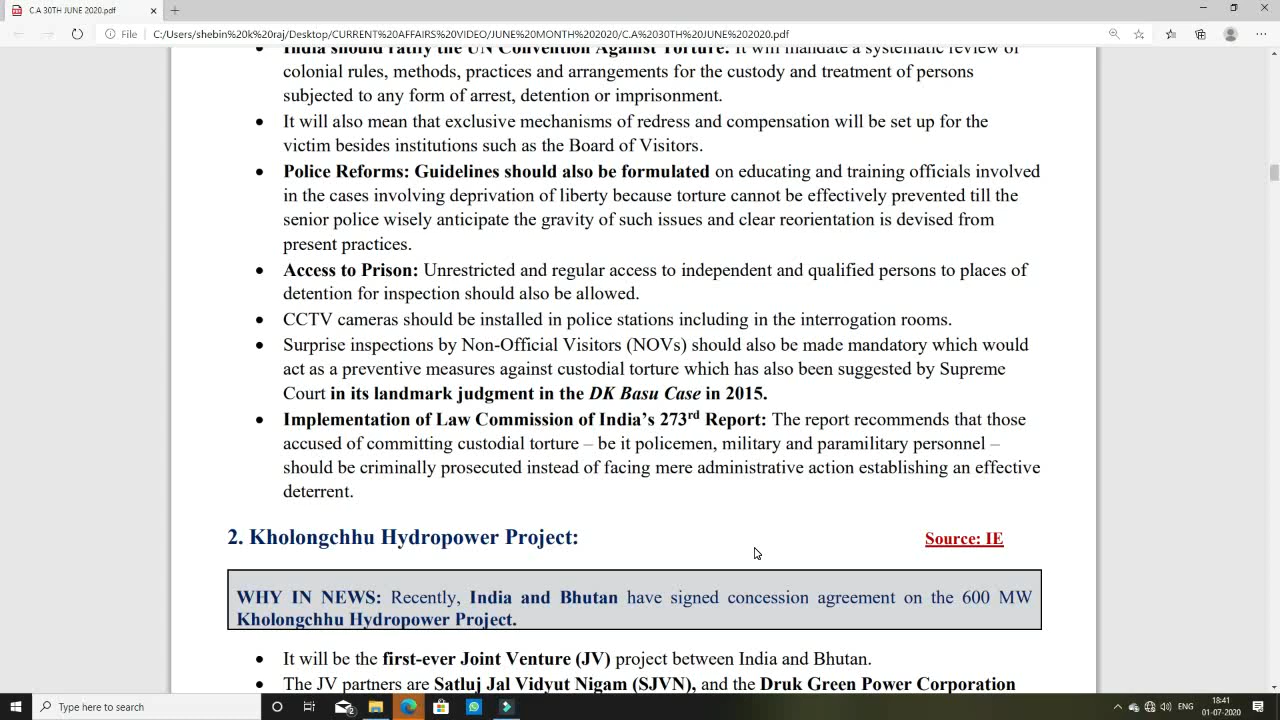 C.A 30TH JUNE 2020.pdf
File C:/Users/shebin%20k%20raj/Desktop/CURRENT%20AFFAIRS%20VIDEO/JUNE%20MONTH%202020/C.A%2030TH%20JUNE%202020.pdf
• India should ratify the UN Convention Against Torture: It will mandate a systematic review of
colonial rules, methods, practices and arrangements for the custody and treatment of persons
subjected to any form of arrest, detention or imprisonment.
• It will also mean that exclusive mechanisms of redress and compensation will be set up for the
victim besides institutions such as the Board of Visitors.
• Police Reforms: Guidelines should also be formulated on educating and training officials involved
in the cases involving deprivation of liberty because torture cannot be effectively prevented till the
senior police wisely anticipate the gravity of such issues and clear reorientation is devised from
present practices.
• Access to Prison: Unrestricted and regular access to independent and qualified persons to places of
detention for inspection should also be allowed.
• CCTV cameras should be installed in police stations including in the interrogation rooms.
• Surprise inspections by Non-Official Visitors (NOVs) should also be made mandatory which would
act as a preventive measures against custodial torture which has also been suggested by Supreme
Court in its landmark judgment in the DK Basu Case in 2015.
• Implementation of Law Commission of India's 273rd Report: The report recommends that those
accused of committing custodial torture – be it policemen, military and paramilitary personnel –
should be criminally prosecuted instead of facing mere administrative action establishing an effective
deterrent.
2. Kholongchhu Hydropower Project: Source: IE
WHY IN NEWS: Recently, India and Bhutan have signed concession agreement on the 600 MW
Kholongchhu Hydropower Project.
• It will be the first-ever Joint Venture (JV) project between India and Bhutan.
• The JV partners are Satluj Jal Vidyut Nigam (SJVN), and the Druk Green Power Corporation
Type here to search
2
ENG
18:41
01-07-2020